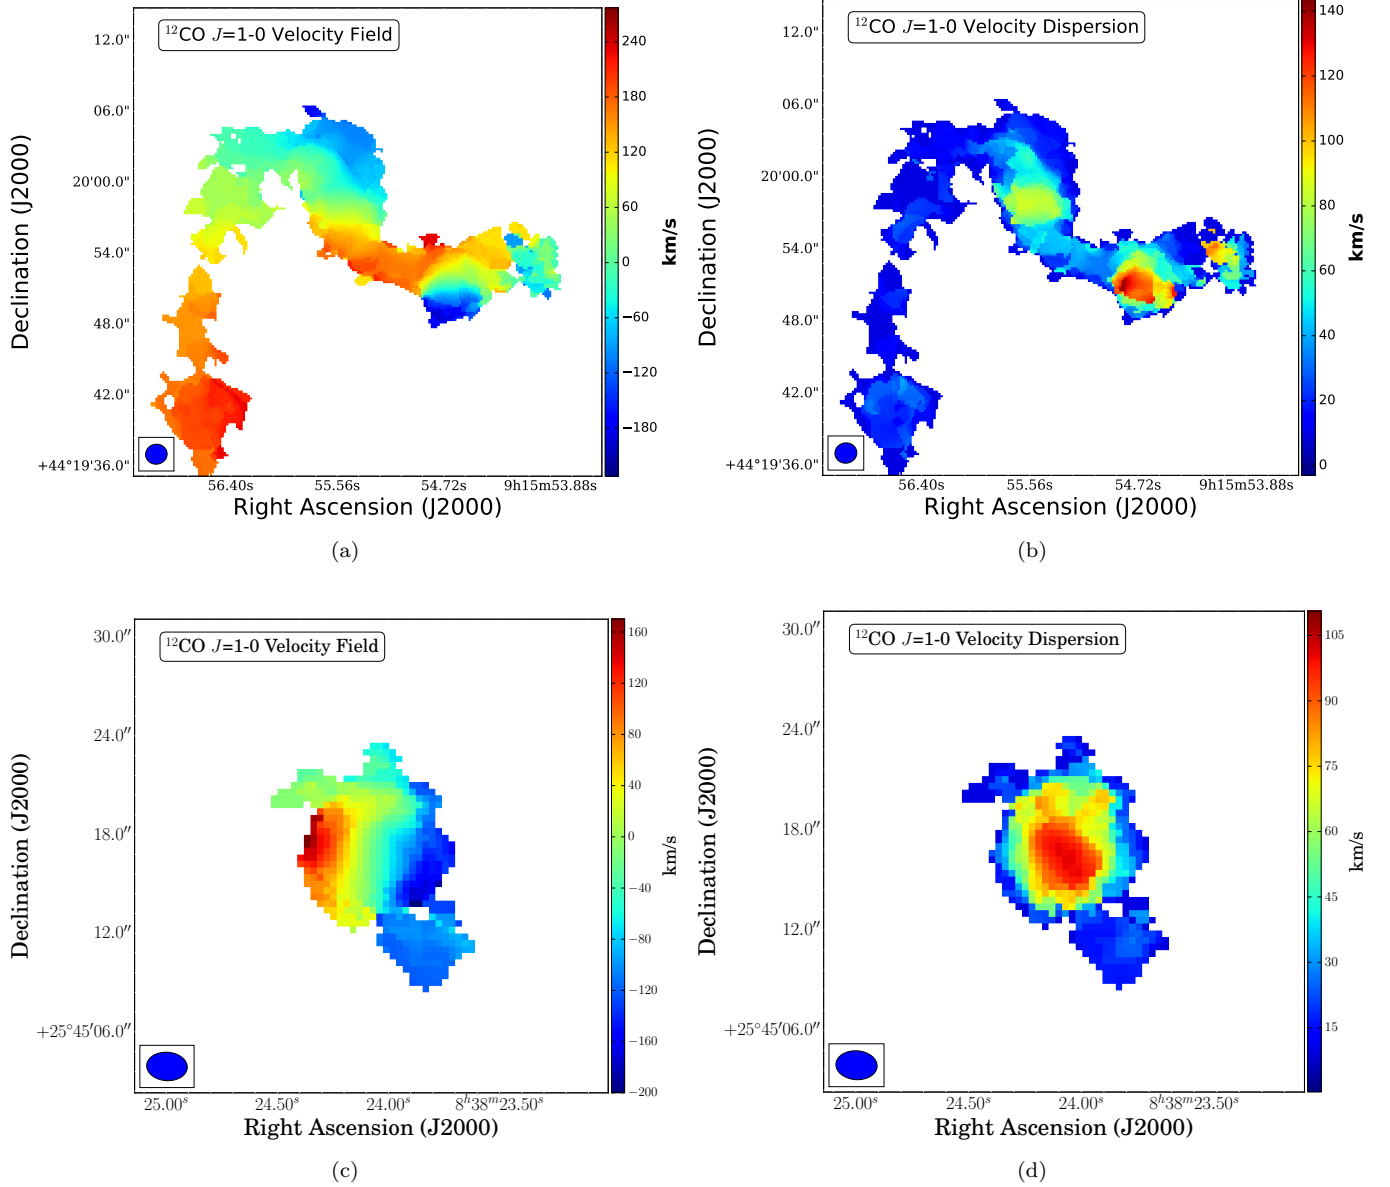 ¹²CO J=1-0 Velocity Field
12.0"
06.0"
20'00.0"
54.0"
48.0"
42.0"
+44°19'36.0"
Declination (J2000)
56.40s 55.56s 54.72s 9h15m53.88s
Right Ascension (J2000)
240
180
120
60
0
−60
−120
−180
km/s
(a)
¹²CO J=1-0 Velocity Dispersion
12.0"
06.0"
20'00.0"
54.0"
48.0"
42.0"
+44°19'36.0"
Declination (J2000)
56.40s 55.56s 54.72s 9h15m53.88s
Right Ascension (J2000)
140
120
100
80
60
40
20
0
km/s
(b)
¹²CO J=1-0 Velocity Field
30.0″
24.0″
18.0″
12.0″
+25°45′06.0″
Declination (J2000)
25.00ˢ 24.50ˢ 24.00ˢ 8ʰ38ᵐ23.50ˢ
Right Ascension (J2000)
160
120
80
40
0
−40
−80
−120
−160
−200
km/s
(c)
¹²CO J=1-0 Velocity Dispersion
30.0″
24.0″
18.0″
12.0″
+25°45′06.0″
Declination (J2000)
25.00ˢ 24.50ˢ 24.00ˢ 8ʰ38ᵐ23.50ˢ
Right Ascension (J2000)
105
90
75
60
45
30
15
km/s
(d)